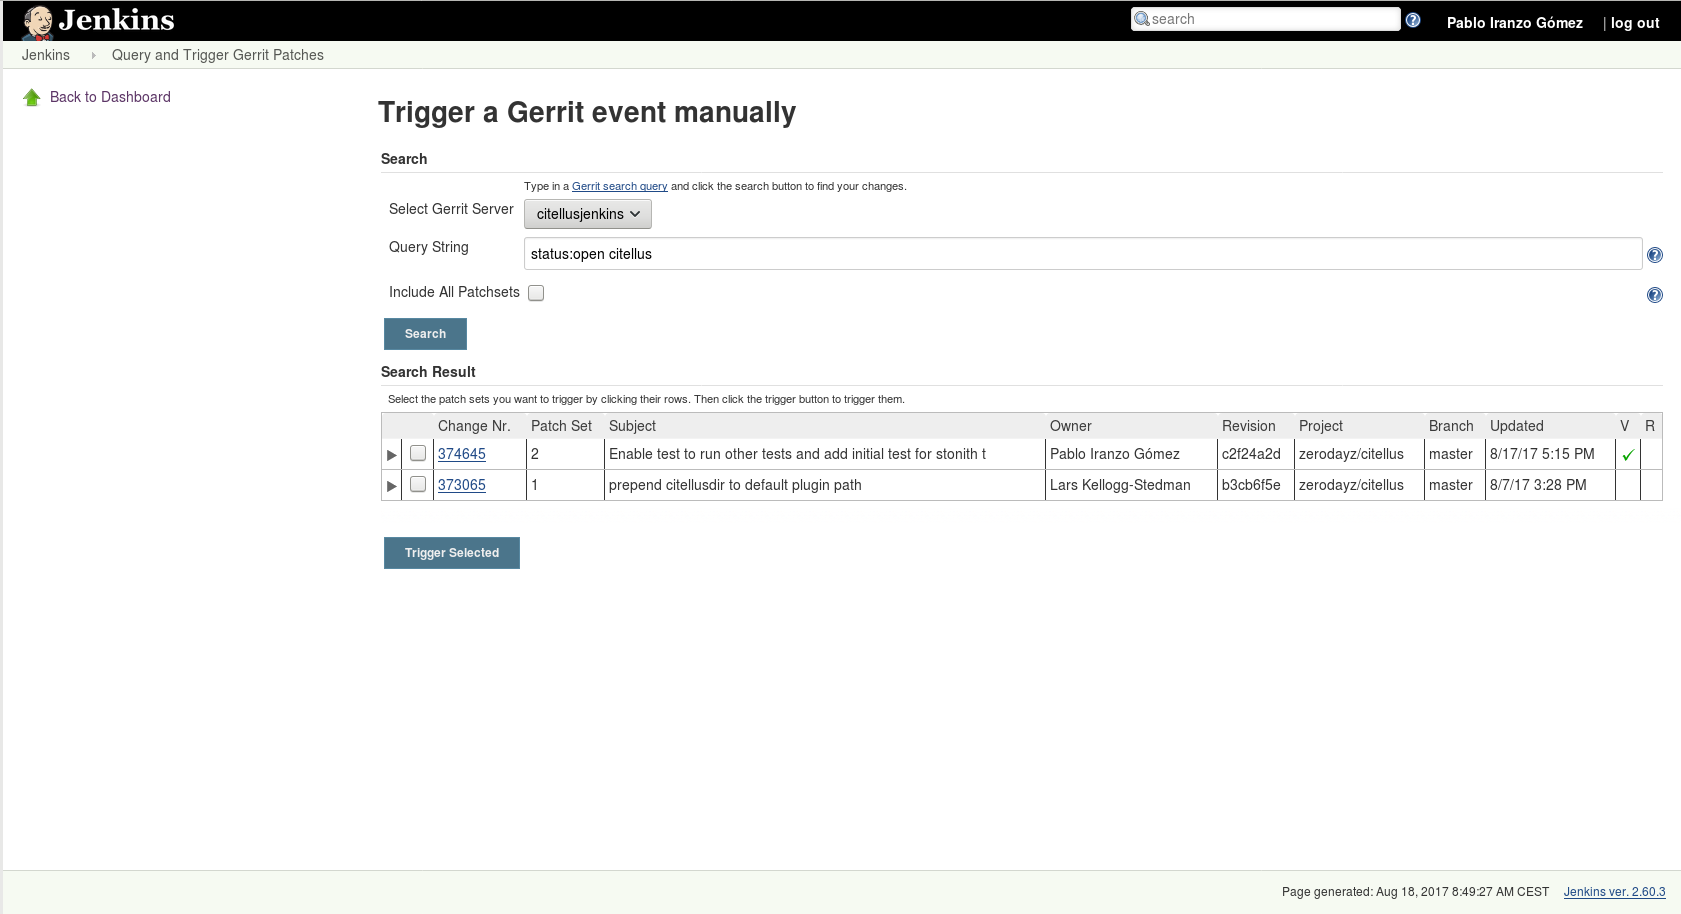 Jenkins
search
Pablo Iranzo Gómez | log out
Jenkins Query and Trigger Gerrit Patches
Back to Dashboard
Trigger a Gerrit event manually
Search
Type in a Gerrit search query and click the search button to find your changes.
Select Gerrit Server citellusjenkins
Query String status:open citellus
Include All Patchsets
Search
Search Result
Select the patch sets you want to trigger by clicking their rows. Then click the trigger button to trigger them.
Change Nr. Patch Set Subject Owner Revision Project Branch Updated V R
374645 2 Enable test to run other tests and add initial test for stonith t Pablo Iranzo Gómez c2f24a2d zerodayz/citellus master 8/17/17 5:15 PM
373065 1 prepend citellusdir to default plugin path Lars Kellogg-Stedman b3cb6f5e zerodayz/citellus master 8/7/17 3:28 PM
Trigger Selected
Page generated: Aug 18, 2017 8:49:27 AM CEST Jenkins ver. 2.60.3